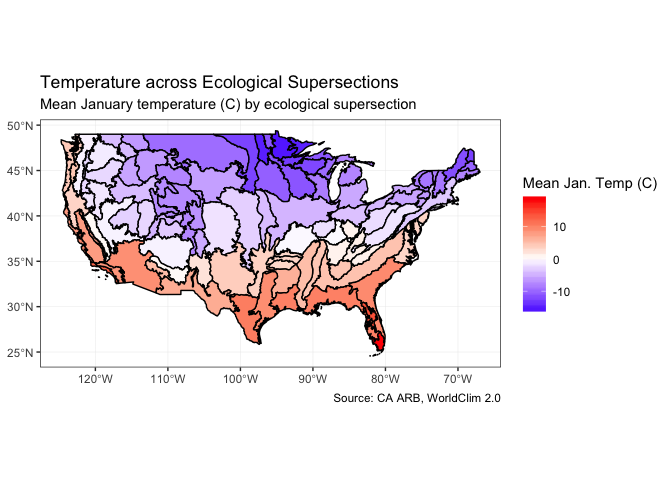 Temperature across Ecological Supersections
Mean January temperature (C) by ecological supersection
50°N
45°N
40°N
35°N
30°N
25°N
120°W 110°W 100°W 90°W 80°W 70°W
Mean Jan. Temp (C)
10
0
-10
Source: CA ARB, WorldClim 2.0